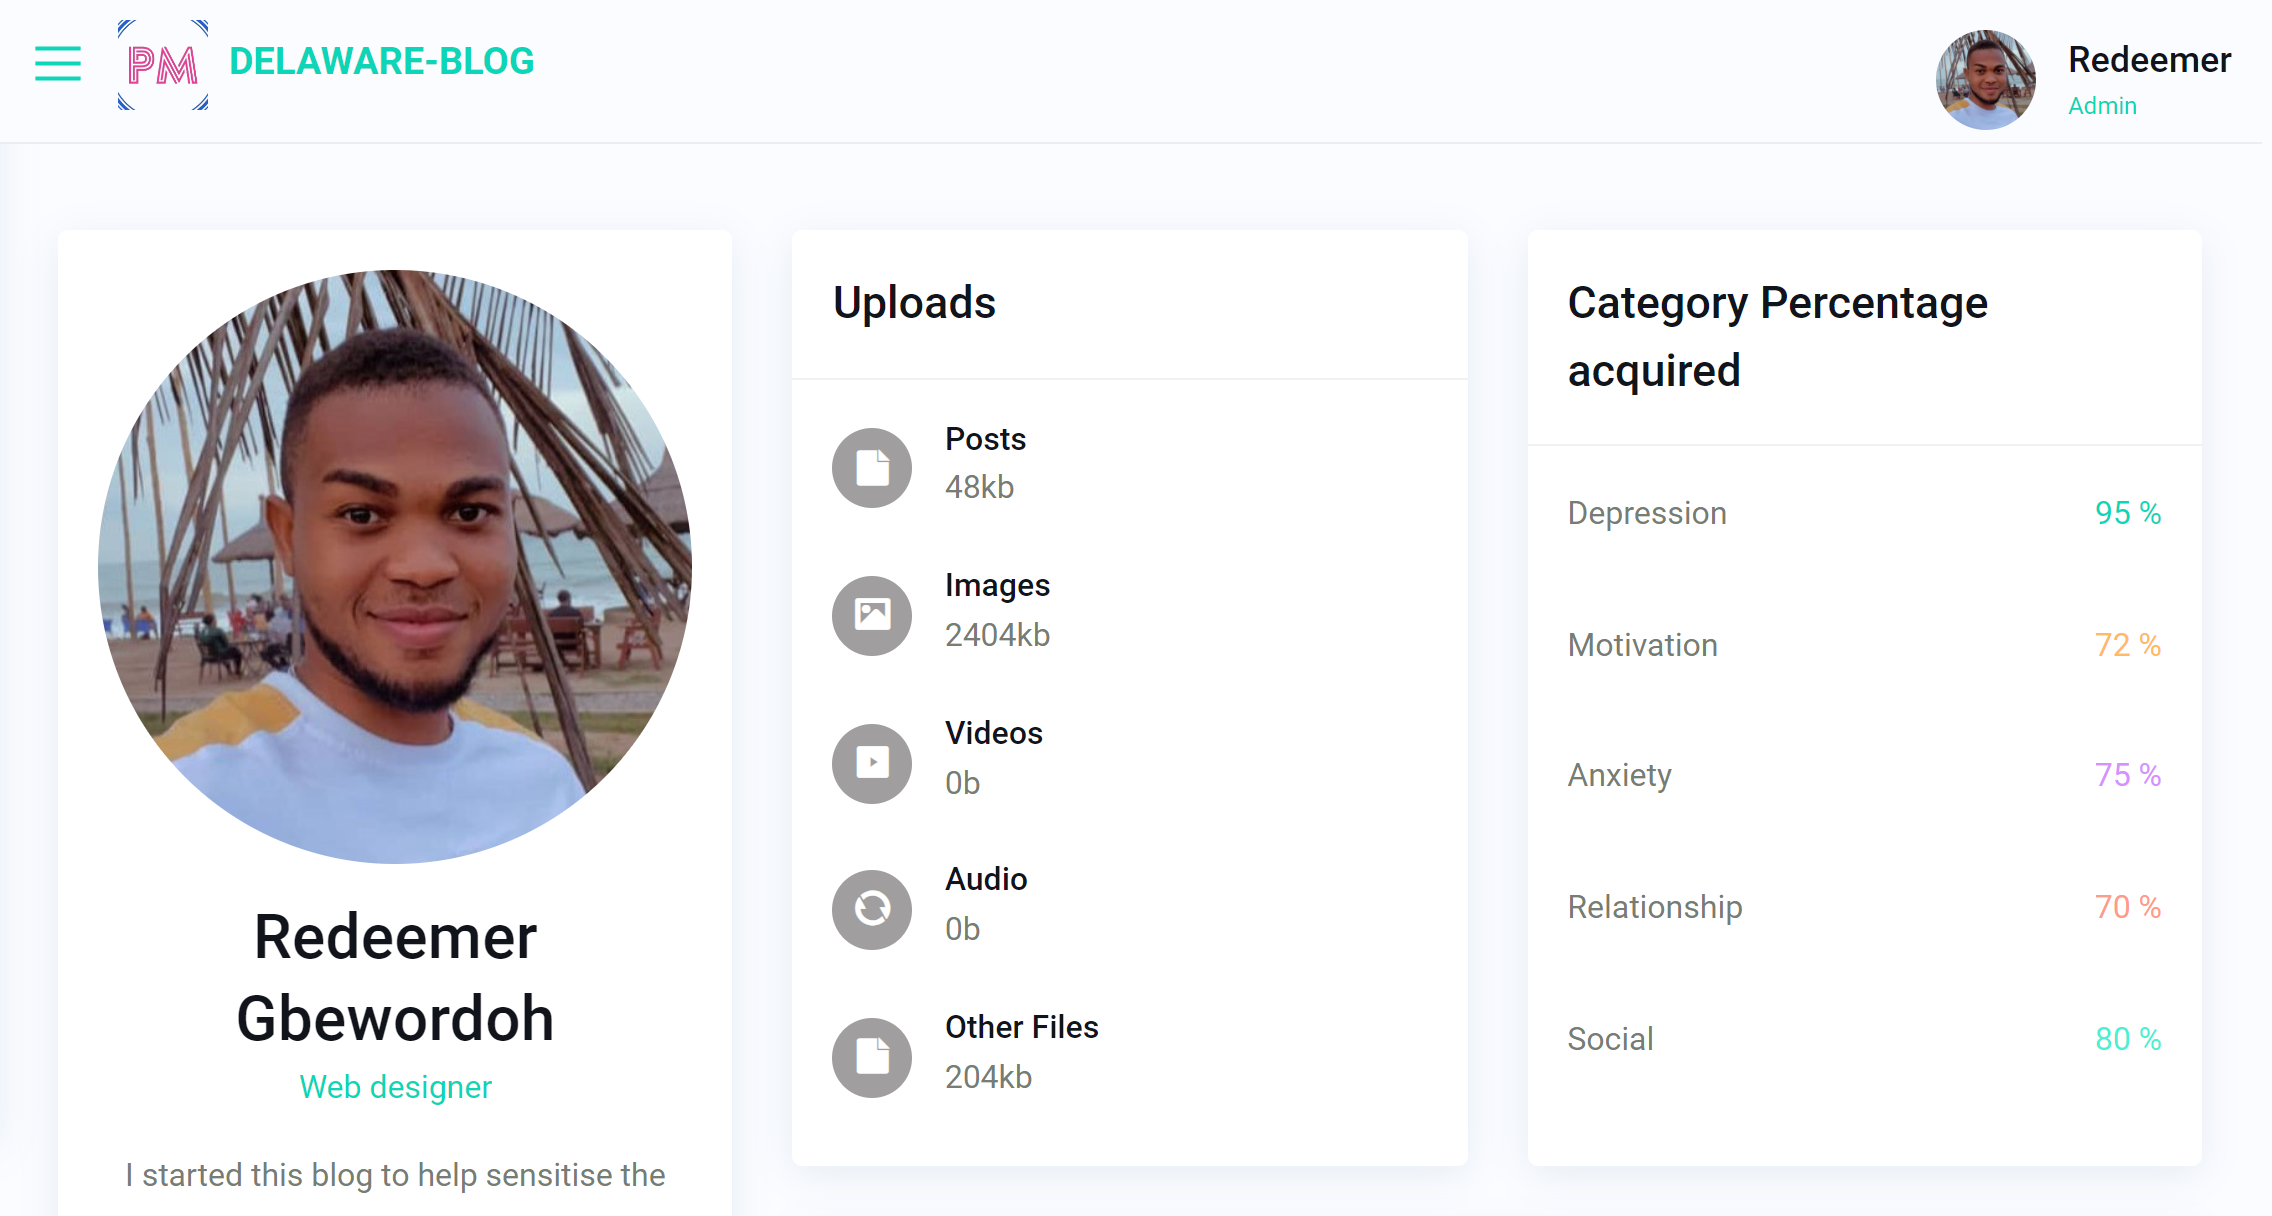 PM
DELAWARE-BLOG
Redeemer
Admin
Redeemer
Gbewordoh
Web designer
I started this blog to help sensitise the
Uploads
Posts
48kb
Images
2404kb
Videos
0b
Audio
0b
Other Files
204kb
Category Percentage
acquired
Depression 95 %
Motivation 72 %
Anxiety 75 %
Relationship 70 %
Social 80 %